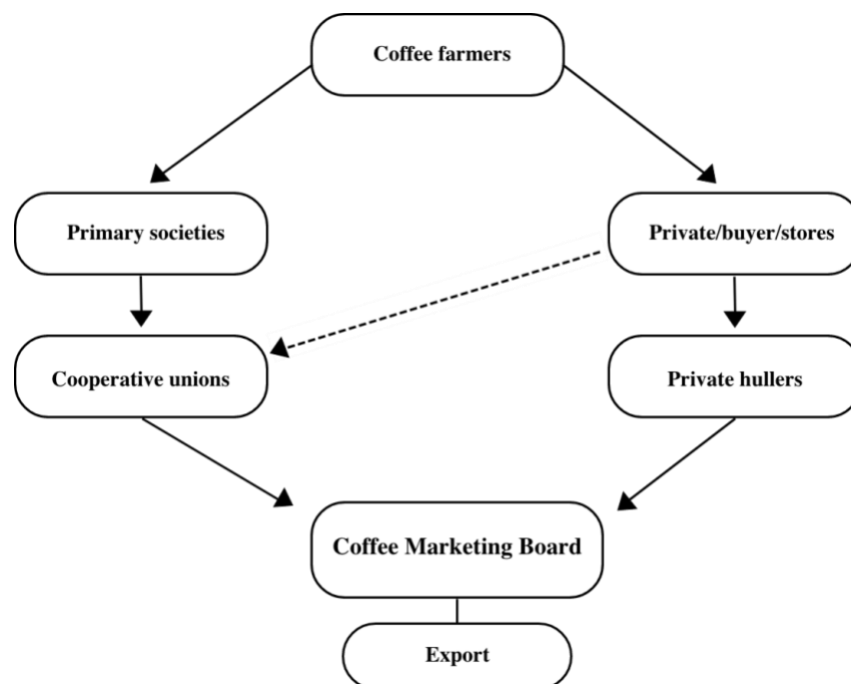 Coffee farmers
Primary societies
Private/buyer/stores
Cooperative unions
Private hullers
Coffee Marketing Board
Export